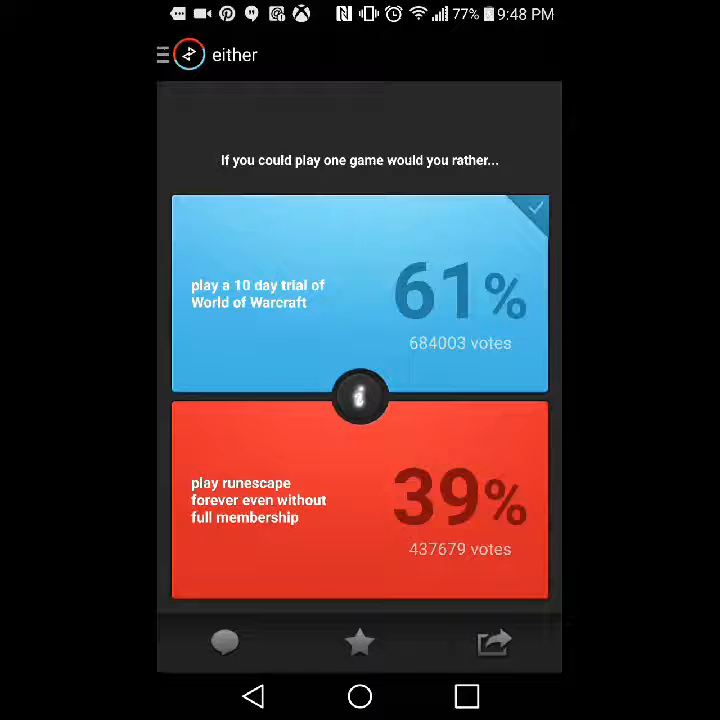 77% 9:48 PM
either
If you could play one game would you rather...
play a 10 day trial of
World of Warcraft
61%
684003 votes
i
play runescape
forever even without
full membership
39%
437679 votes